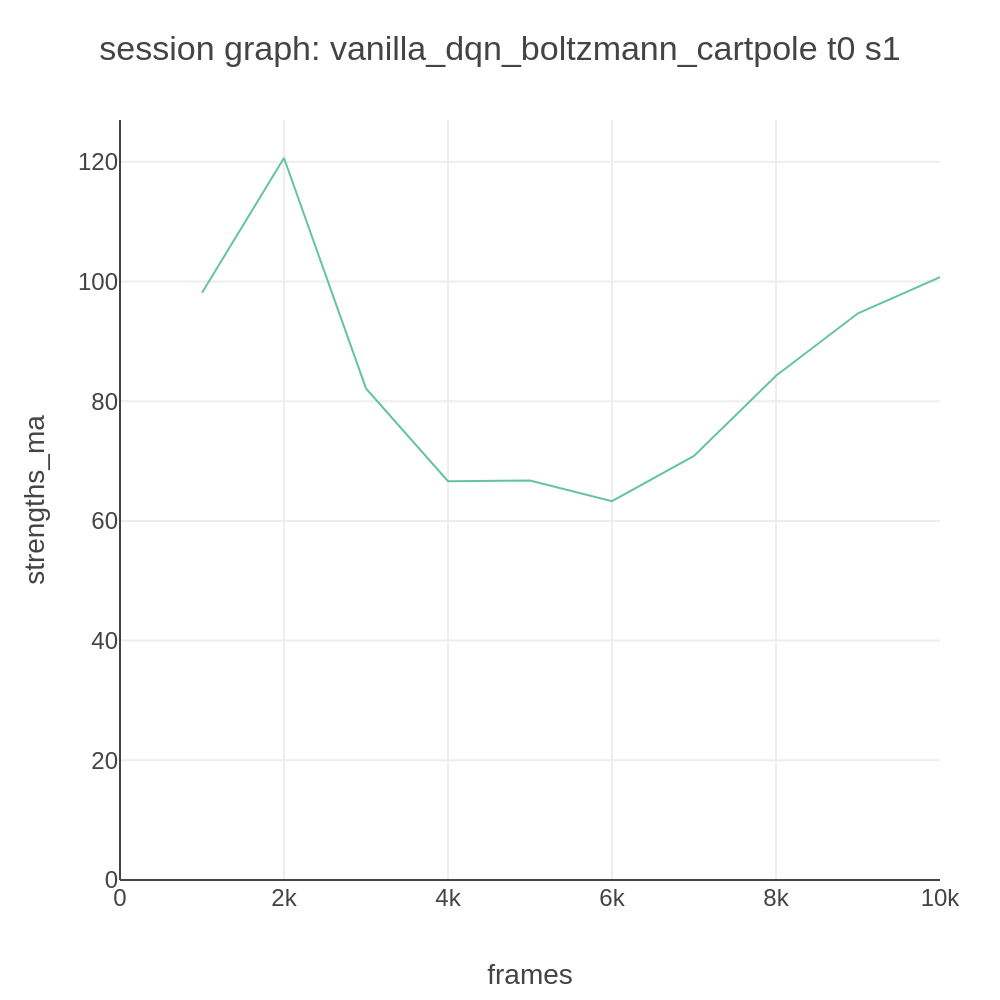 session graph: vanilla_dqn_boltzmann_cartpole t0 s1
120
100
80
60
40
20
0
strengths_ma
0 2k 4k 6k 8k 10k
frames